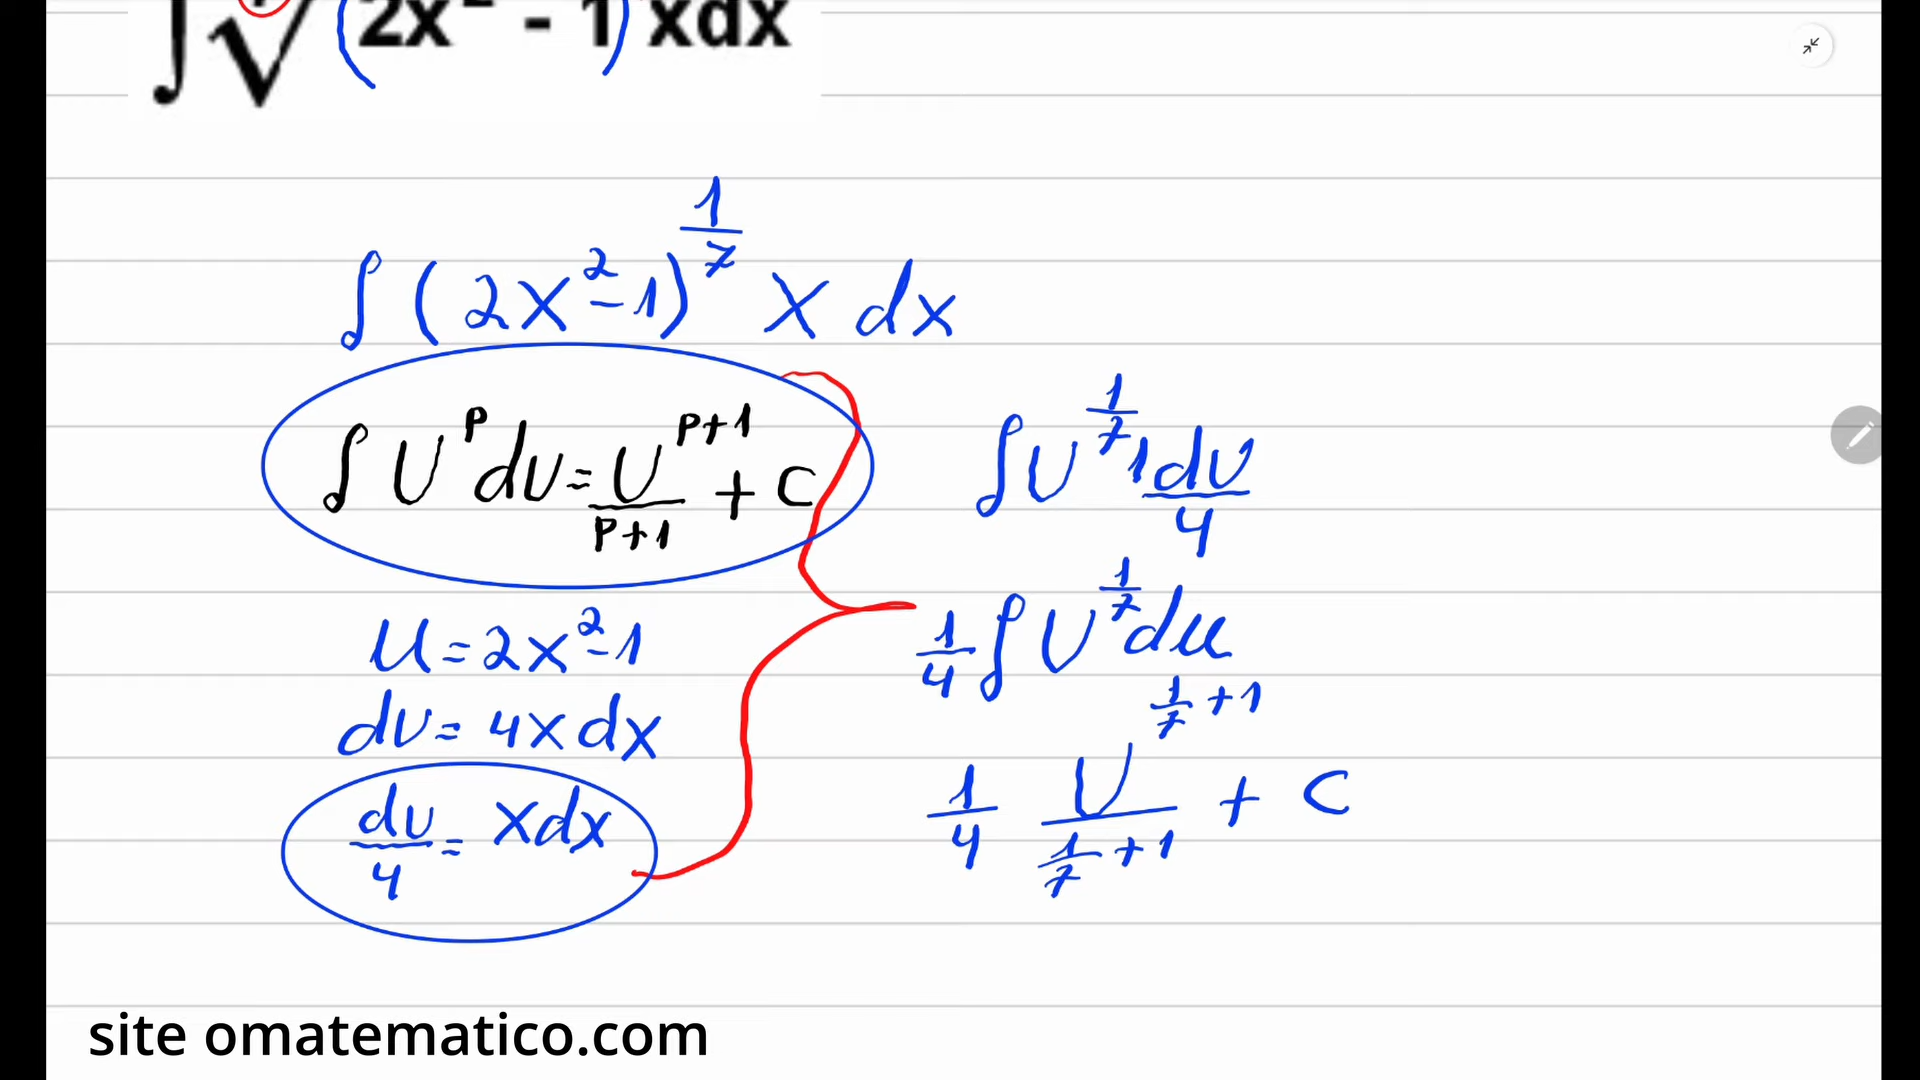 ∫√(2x² - 1) xdx
∫ (2x²-1)^(1/7) x dx
∫ U^p du = U^(p+1)/(p+1) + c
u = 2x²-1
du = 4x dx
du/4 = xdx
∫ U^(1/7) 1 du/4
1/4 ∫ U^(1/7) du
1/4 U^(1/7 + 1)/(1/7 + 1) + c
site omatematico.com